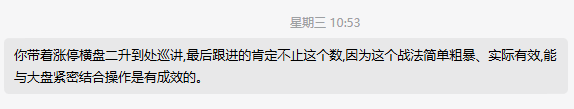 星期三 10:53
你带着涨停横盘二升到处巡讲,最后跟进的肯定不止这个数,因为这个战法简单粗暴、实际有效,能
与大盘紧密结合操作是有成效的。